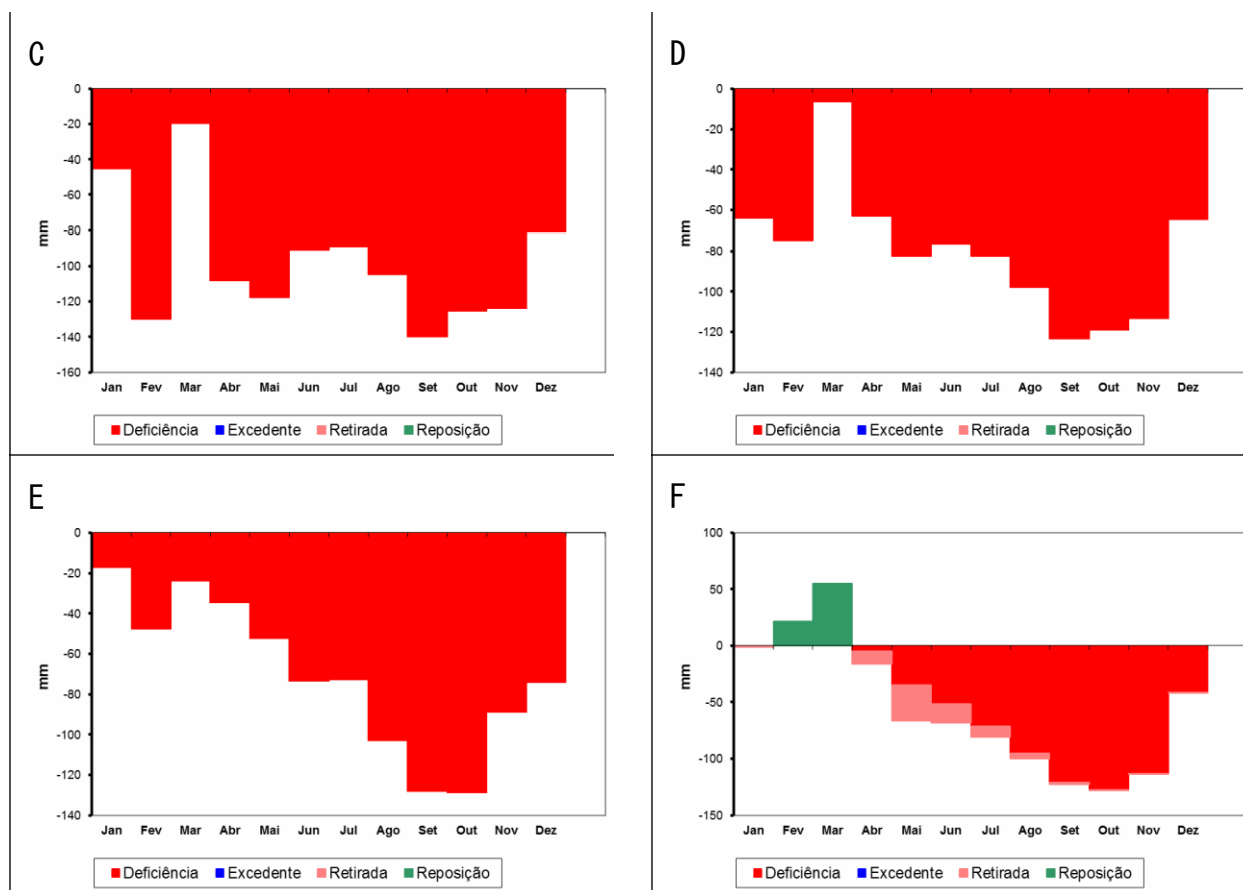 C
0
-20
-40
-60
-80
-100
-120
-140
-160
mm
Jan Fev Mar Abr Mai Jun Jul Ago Set Out Nov Dez
Deficiência Excedente Retirada Reposição
D
0
-20
-40
-60
-80
-100
-120
-140
mm
Jan Fev Mar Abr Mai Jun Jul Ago Set Out Nov Dez
Deficiência Excedente Retirada Reposição
E
0
-20
-40
-60
-80
-100
-120
-140
mm
Jan Fev Mar Abr Mai Jun Jul Ago Set Out Nov Dez
Deficiência Excedente Retirada Reposição
F
100
50
0
-50
-100
-150
mm
Jan Fev Mar Abr Mai Jun Jul Ago Set Out Nov Dez
Deficiência Excedente Retirada Reposição